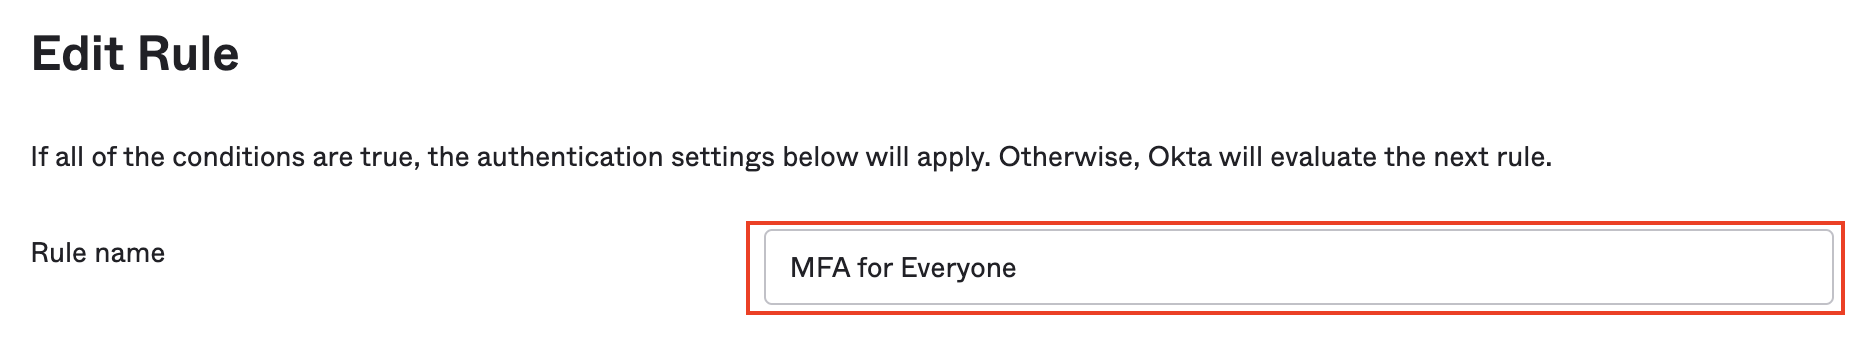 Edit Rule
If all of the conditions are true, the authentication settings below will apply. Otherwise, Okta will evaluate the next rule.
Rule name
MFA for Everyone